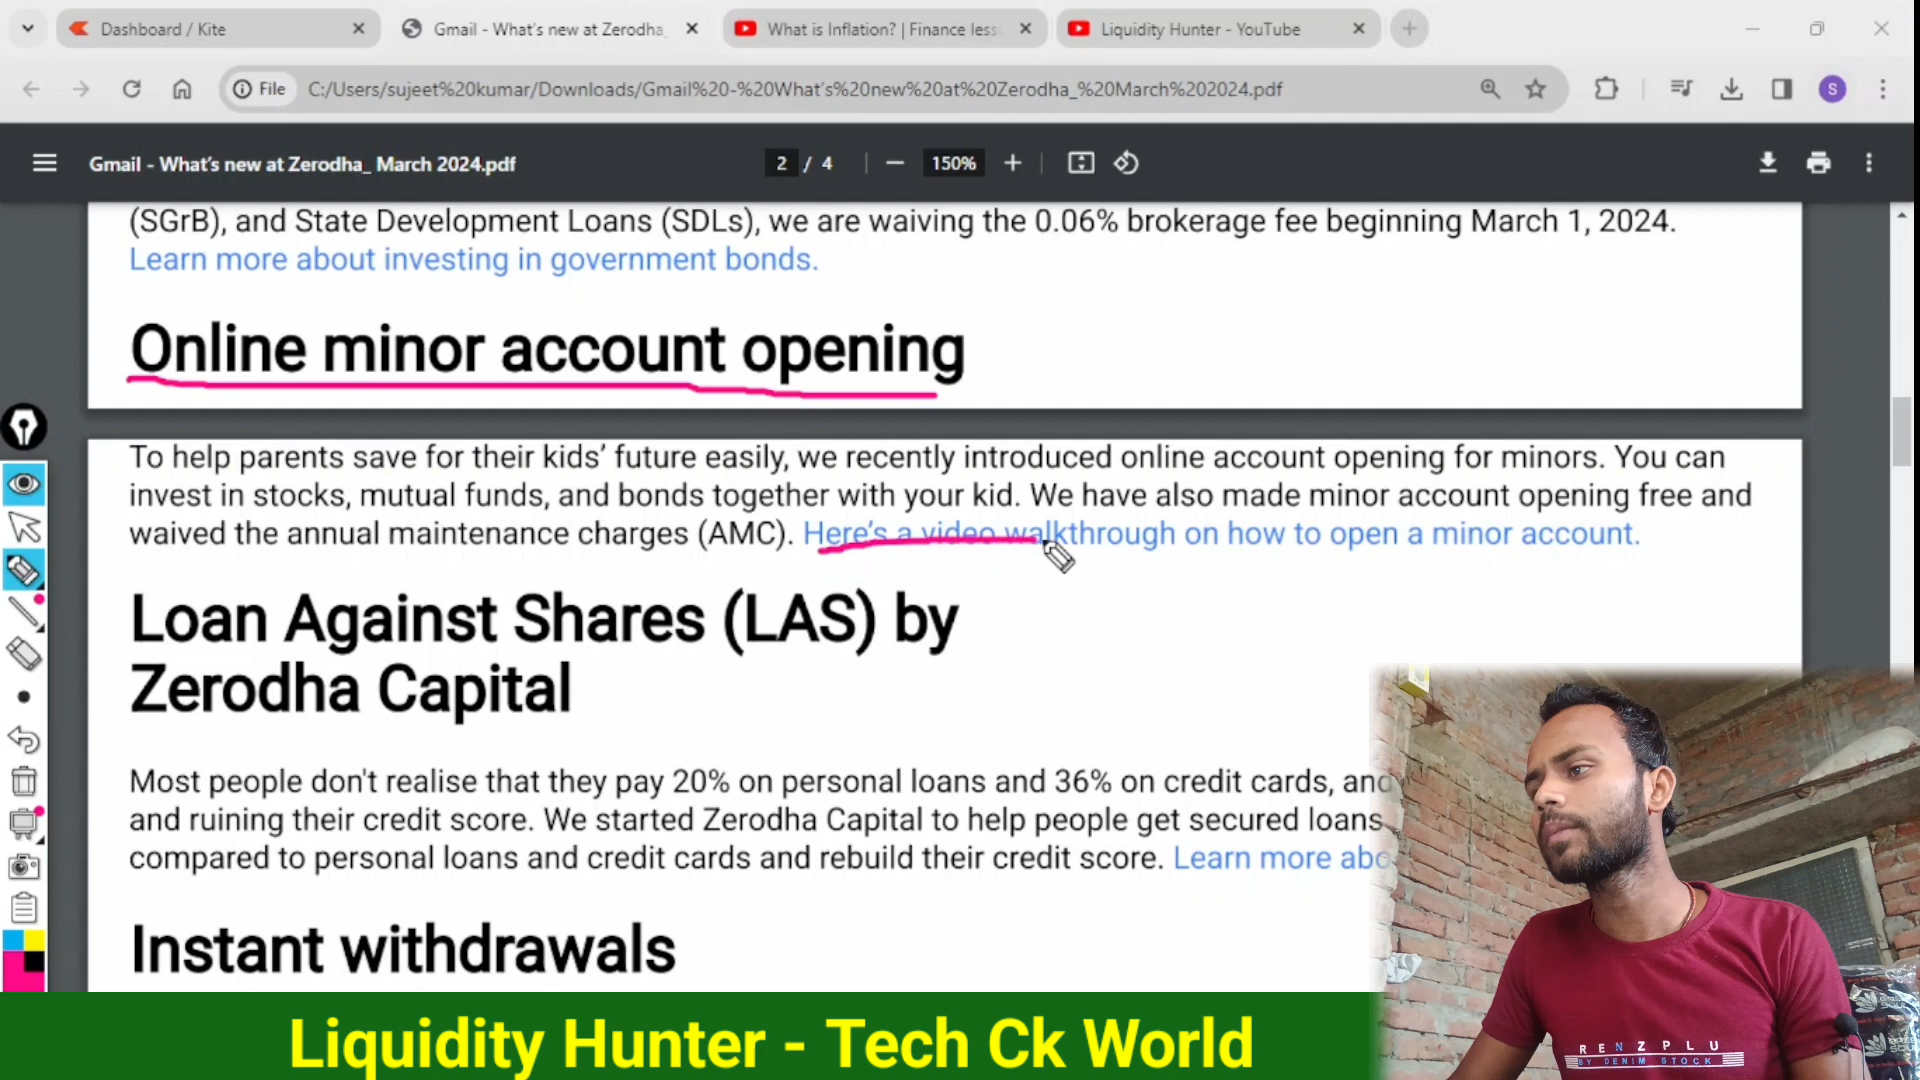 Dashboard / Kite
Gmail - What's new at Zerodha_
What is Inflation? | Finance less
Liquidity Hunter - YouTube
File
C:/Users/sujeet%20kumar/Downloads/Gmail%20-%20What's%20new%20at%20Zerodha_%20March%202024.pdf
S
Gmail - What's new at Zerodha_ March 2024.pdf
2 / 4
150%
(SGrB), and State Development Loans (SDLs), we are waiving the 0.06% brokerage fee beginning March 1, 2024.
Learn more about investing in government bonds.
Online minor account opening
To help parents save for their kids' future easily, we recently introduced online account opening for minors. You can
invest in stocks, mutual funds, and bonds together with your kid. We have also made minor account opening free and
waived the annual maintenance charges (AMC). Here's a video walkthrough on how to open a minor account.
Loan Against Shares (LAS) by
Zerodha Capital
Most people don't realise that they pay 20% on personal loans and 36% on credit cards, and
and ruining their credit score. We started Zerodha Capital to help people get secured loans
compared to personal loans and credit cards and rebuild their credit score. Learn more abo
Instant withdrawals
Liquidity Hunter - Tech Ck World
RENZPLU
BY DENIM STOCK